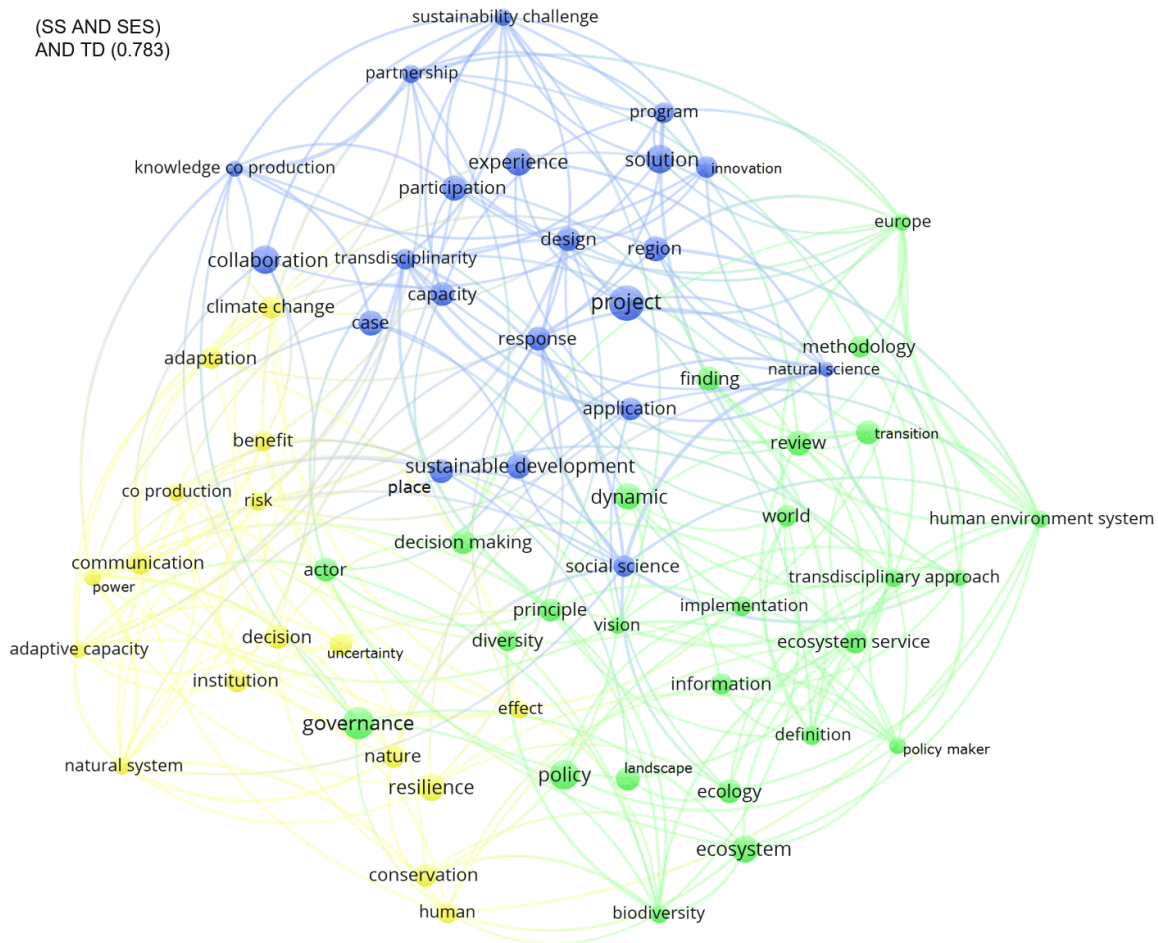 (SS AND SES)
AND TD (0.783)
sustainability challenge
partnership
program
experience
solution
knowledge co production
innovation
participation
europe
design
region
collaboration
transdisciplinarity
capacity
project
climate change
case
response
methodology
adaptation
natural science
finding
application
benefit
review
transition
sustainable development
place
co production
risk
dynamic
world
human environment system
decision making
communication
actor
social science
transdisciplinary approach
power
principle
implementation
vision
decision
diversity
ecosystem service
adaptive capacity
uncertainty
institution
information
effect
governance
definition
policy maker
nature
natural system
landscape
policy
resilience
ecology
ecosystem
conservation
human
biodiversity